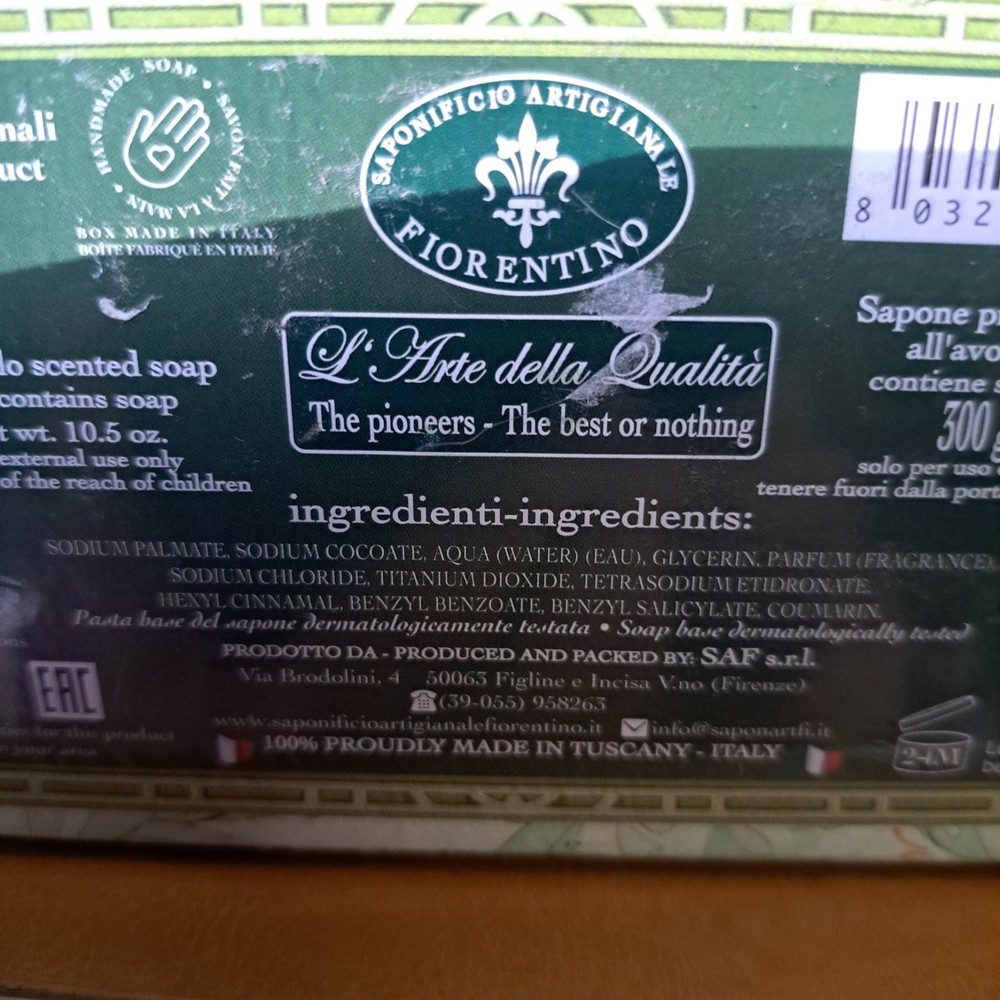 nali
uct
HANDMADE SOAP • SAVON FAIT À LA MAIN •
BOX MADE IN ITALY
BOÎTE FABRIQUÉ EN ITALIE
SAPONIFICIO ARTIGIANALE
FIORENTINO
8 032
L'Arte della Qualità
The pioneers - The best or nothing
lo scented soap
contains soap
t wt. 10.5 oz.
external use only
of the reach of children
Sapone p
all'avo
contiene
300 g
solo per uso
tenere fuori dalla port
ingredienti-ingredients:
SODIUM PALMATE, SODIUM COCOATE, AQUA (WATER) (EAU), GLYCERIN, PARFUM (FRAGRANCE),
SODIUM CHLORIDE, TITANIUM DIOXIDE, TETRASODIUM ETIDRONATE,
HEXYL CINNAMAL, BENZYL BENZOATE, BENZYL SALICYLATE, COUMARIN.
Pasta base del sapone dermatologicamente testata • Soap base dermatologically tested
PRODOTTO DA - PRODUCED AND PACKED BY: SAF s.r.l.
Via Brodolini, 4 50063 Figline e Incisa V.no (Firenze)
(39-055) 958263
www.saponificioartigianalefiorentino.it info@saponartfi.it
100% PROUDLY MADE IN TUSCANY - ITALY
EAC
for this product
your area
24M